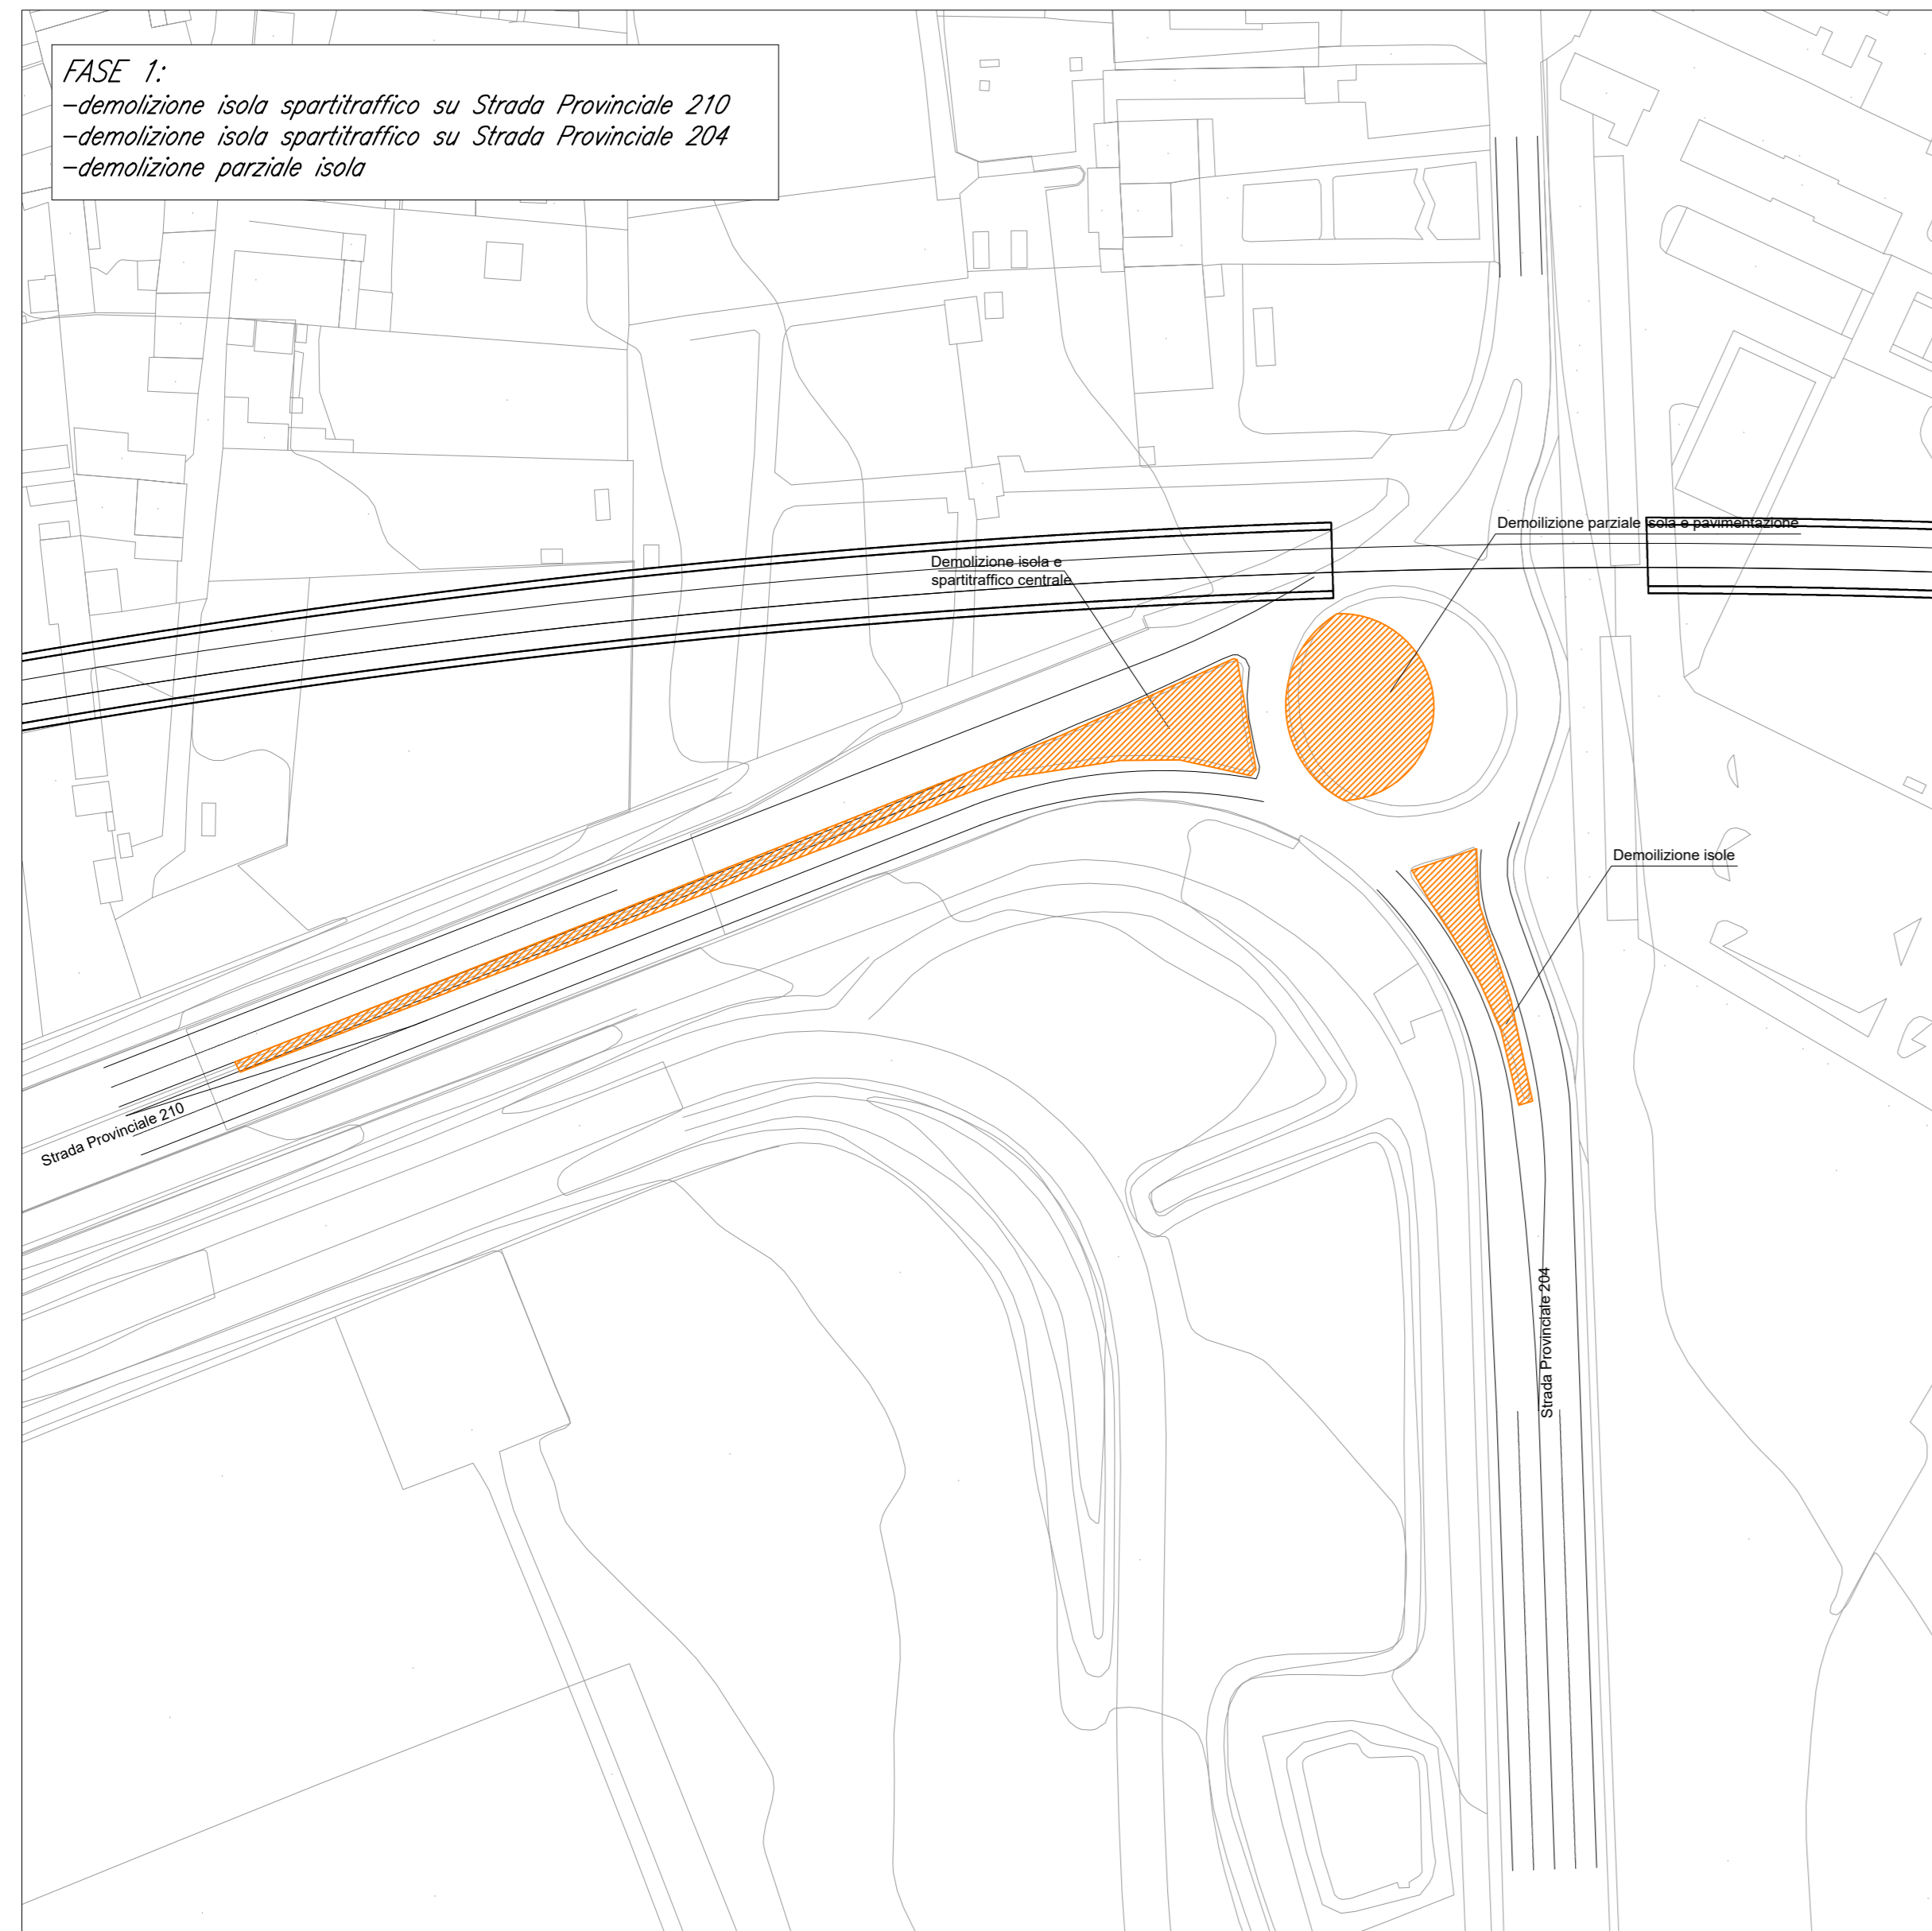 FASE 1:
-demolizione isola spartitraffico su Strada Provinciale 210
-demolizione isola spartitraffico su Strada Provinciale 204
-demolizione parziale isola
Demoilizione parziale isola e pavimentazione
Demolizione isola e
spartitraffico centrale
Demoilizione isole
Strada Provinciale 210
Strada Provinciale 204